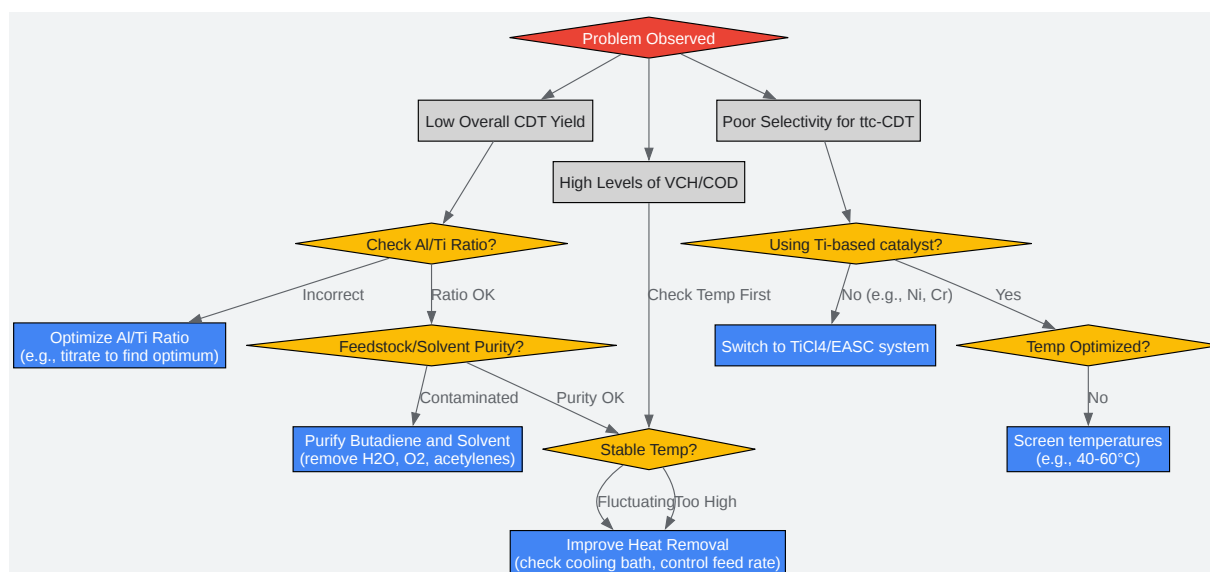 Problem Observed
Low Overall CDT Yield
Poor Selectivity for ttc-CDT
High Levels of VCH/COD
Check Al/Ti Ratio?
Using Ti-based catalyst?
Incorrect
Ratio OK
Check Temp First
No (e.g., Ni, Cr)
Yes
Optimize Al/Ti Ratio
(e.g., titrate to find optimum)
Feedstock/Solvent Purity?
Switch to TiCl4/EASC system
Temp Optimized?
Contaminated
Purity OK
No
Purify Butadiene and Solvent
(remove H2O, O2, acetylenes)
Stable Temp?
Screen temperatures
(e.g., 40-60°C)
Fluctuating
Too High
Improve Heat Removal
(check cooling bath, control feed rate)